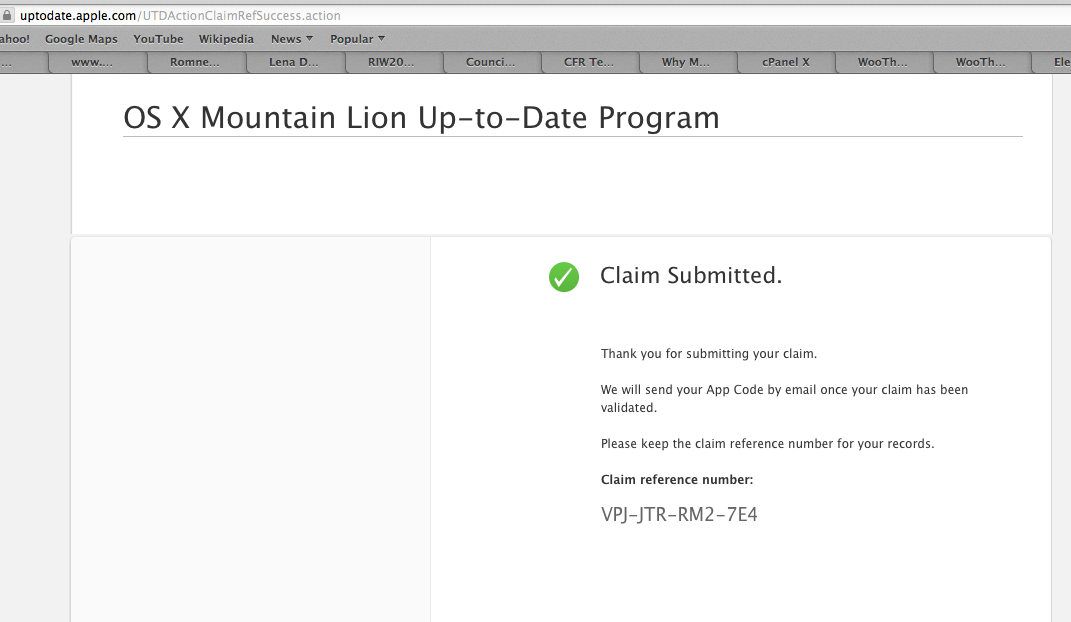 uptodate.apple.com/UTDActionClaimRefSuccess.action
ahoo! Google Maps YouTube Wikipedia News Popular
... www.... Romne... Lena D... RIW20... Counci... CFR Te... Why M... cPanel X WooTh... WooTh... Ele
OS X Mountain Lion Up-to-Date Program
Claim Submitted.
Thank you for submitting your claim.
We will send your App Code by email once your claim has been
validated.
Please keep the claim reference number for your records.
Claim reference number:
VPJ-JTR-RM2-7E4